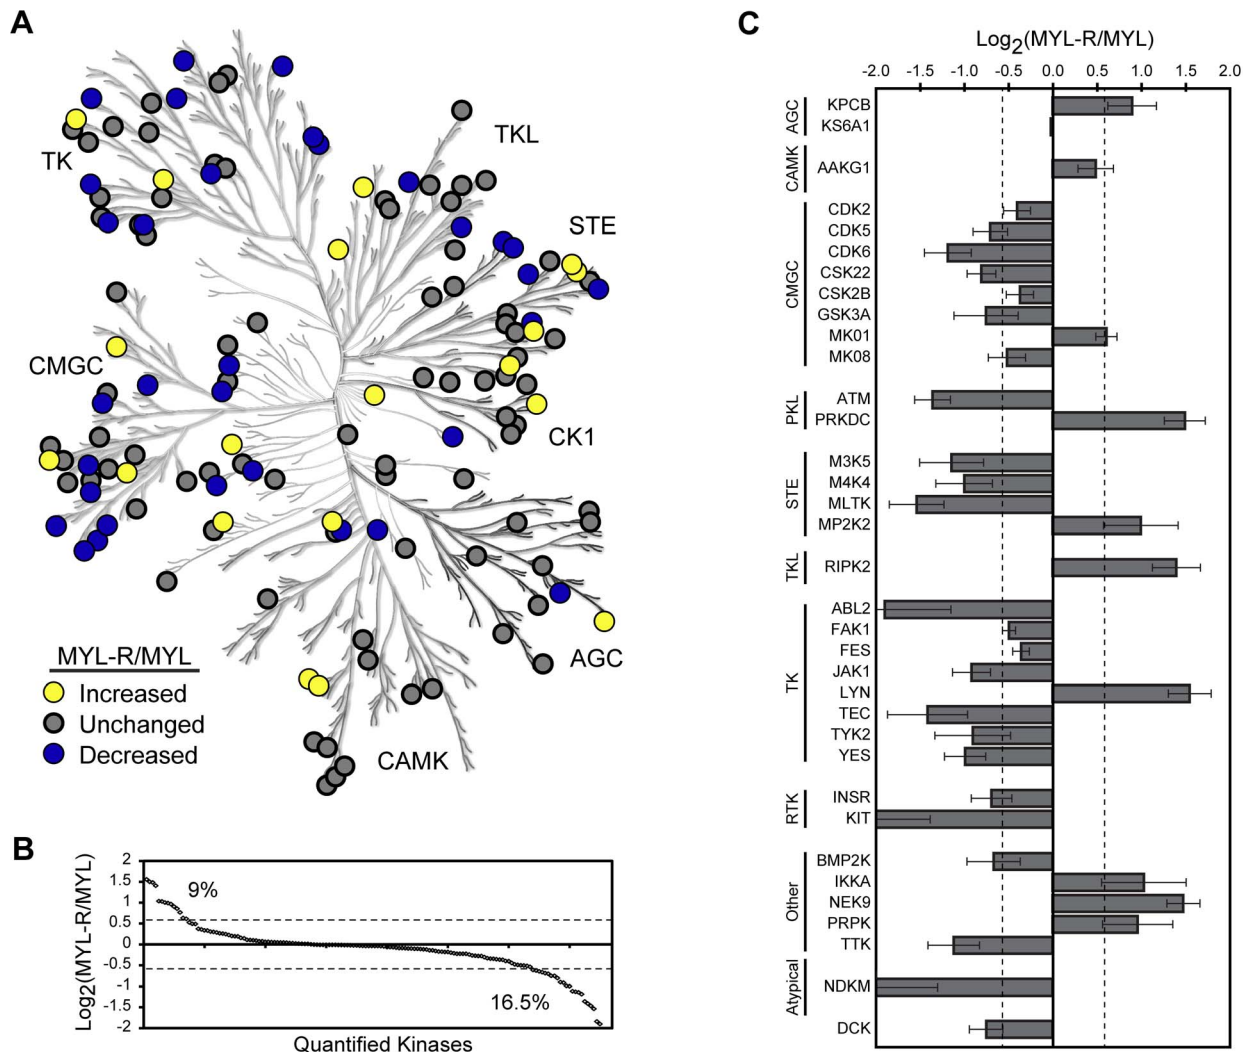 A
TK
TKL
STE
CMGC
CK1
AGC
CAMK
MYL-R/MYL
Increased
Unchanged
Decreased
B
Log2(MYL-R/MYL)
2
1.5
1
0.5
0
-0.5
-1
-1.5
-2
9%
16.5%
Quantified Kinases
C
Log2(MYL-R/MYL)
-2.0 -1.5 -1.0 -0.5 0.0 0.5 1.0 1.5 2.0
AGC
KPCB
KS6A1
CAMK
AAKG1
CMGC
CDK2
CDK5
CDK6
CSK22
CSK2B
GSK3A
MK01
MK08
PKL
ATM
PRKDC
STE
M3K5
M4K4
MLTK
MP2K2
TKL
RIPK2
TK
ABL2
FAK1
FES
JAK1
LYN
TEC
TYK2
YES
RTK
INSR
KIT
Other
BMP2K
IKKA
NEK9
PRPK
TTK
Atypical
NDKM
DCK